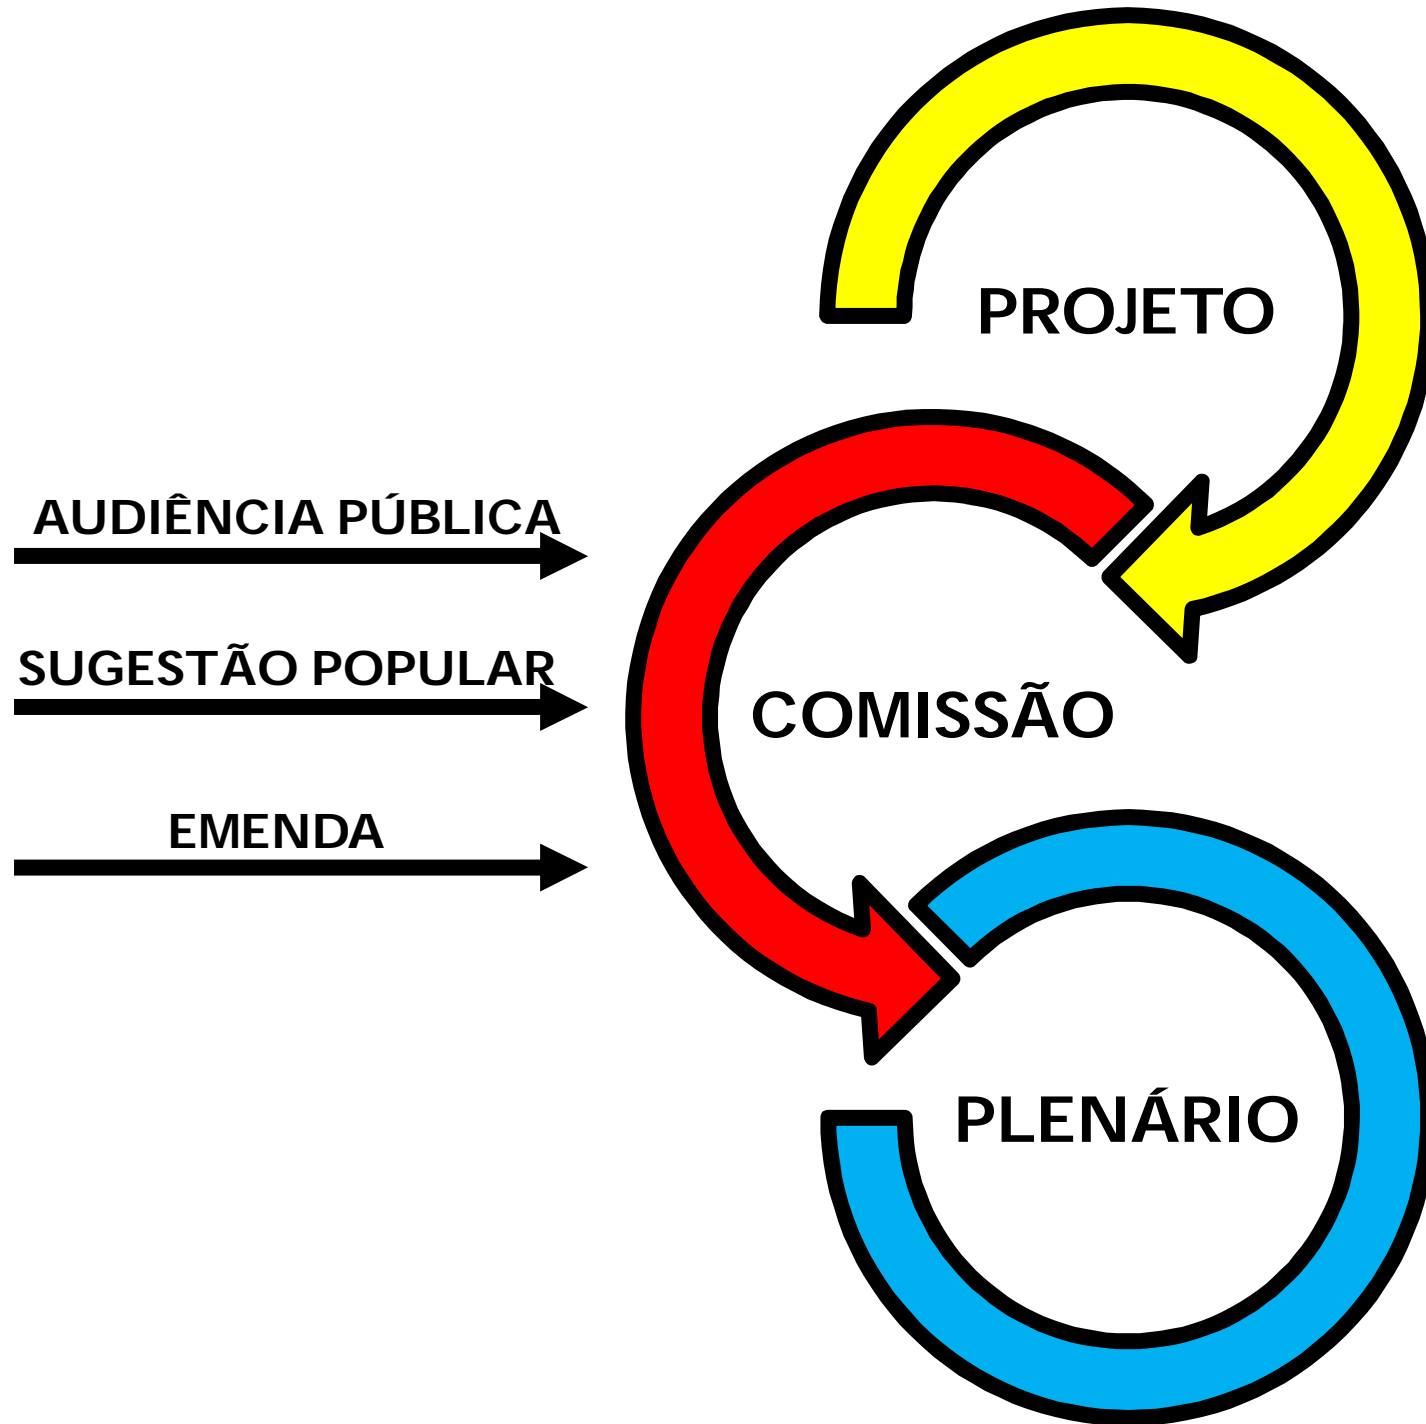 PROJETO
AUDIÊNCIA PÚBLICA
SUGESTÃO POPULAR
COMISSÃO
EMENDA
PLENÁRIO